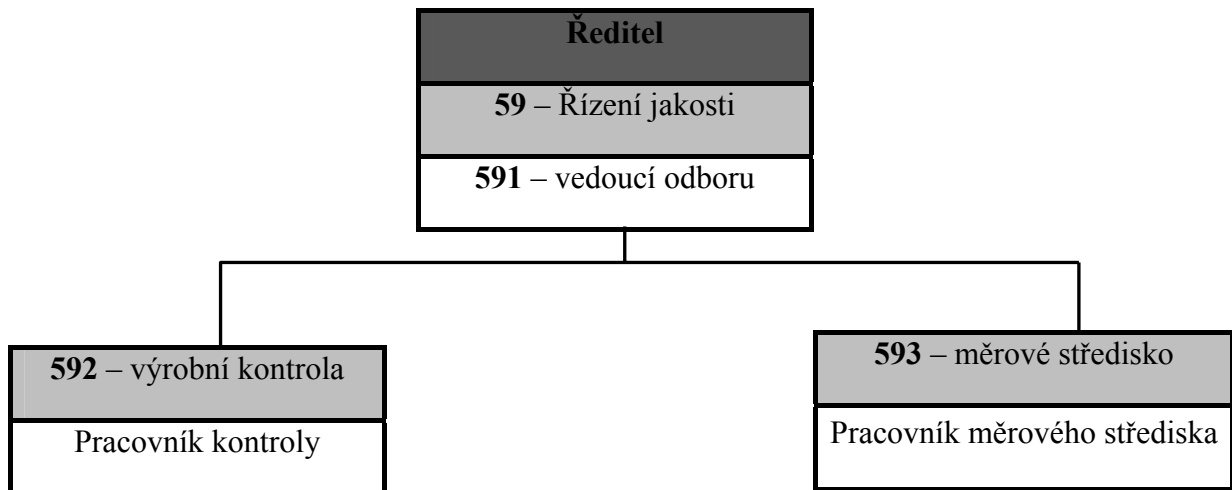 Ředitel
59 – Řízení jakosti
591 – vedoucí odboru
592 – výrobní kontrola
Pracovník kontroly
593 – měrové středisko
Pracovník měrového střediska